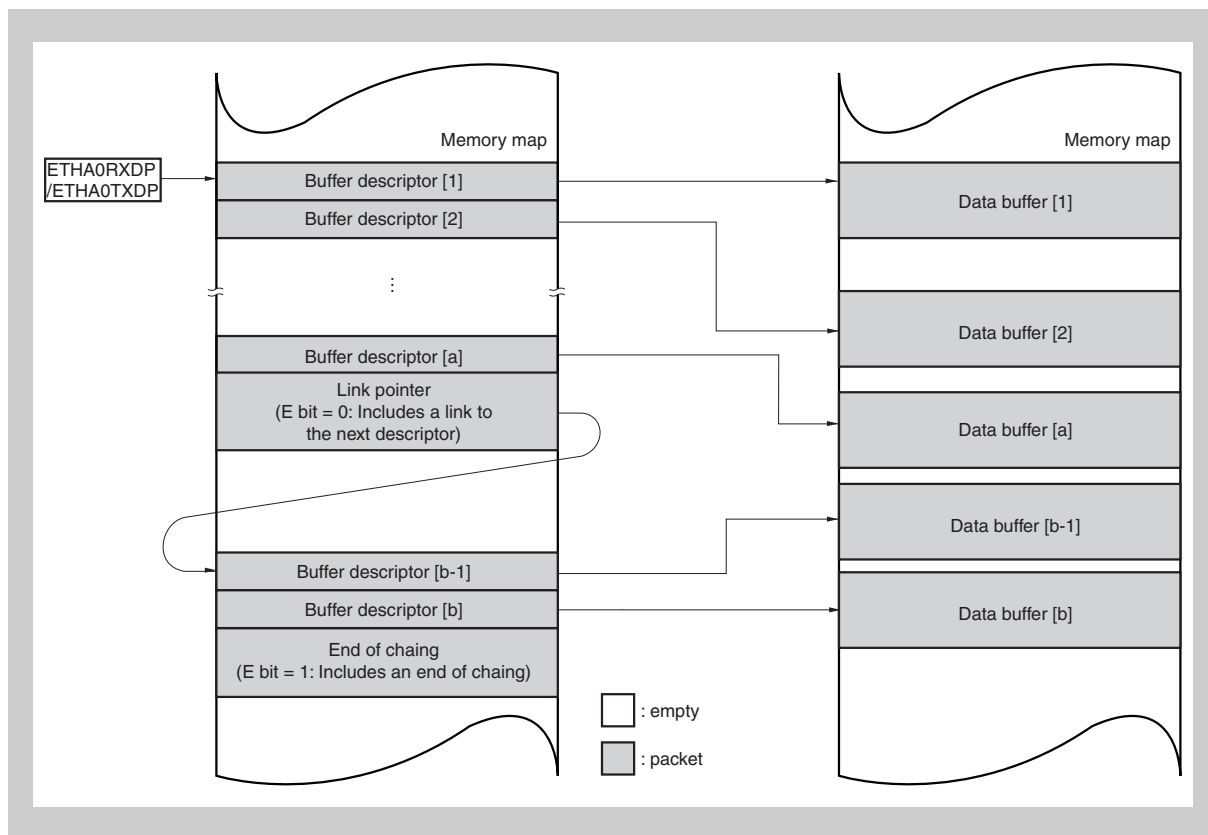 Memory map
Memory map
ETHA0RXDP
/ETHA0TXDP
Buffer descriptor [1]
Buffer descriptor [2]
⋮
Buffer descriptor [a]
Link pointer
(E bit = 0: Includes a link to
the next descriptor)
Buffer descriptor [b-1]
Buffer descriptor [b]
End of chaing
(E bit = 1: Includes an end of chaing)
Data buffer [1]
Data buffer [2]
Data buffer [a]
Data buffer [b-1]
Data buffer [b]
: empty
: packet